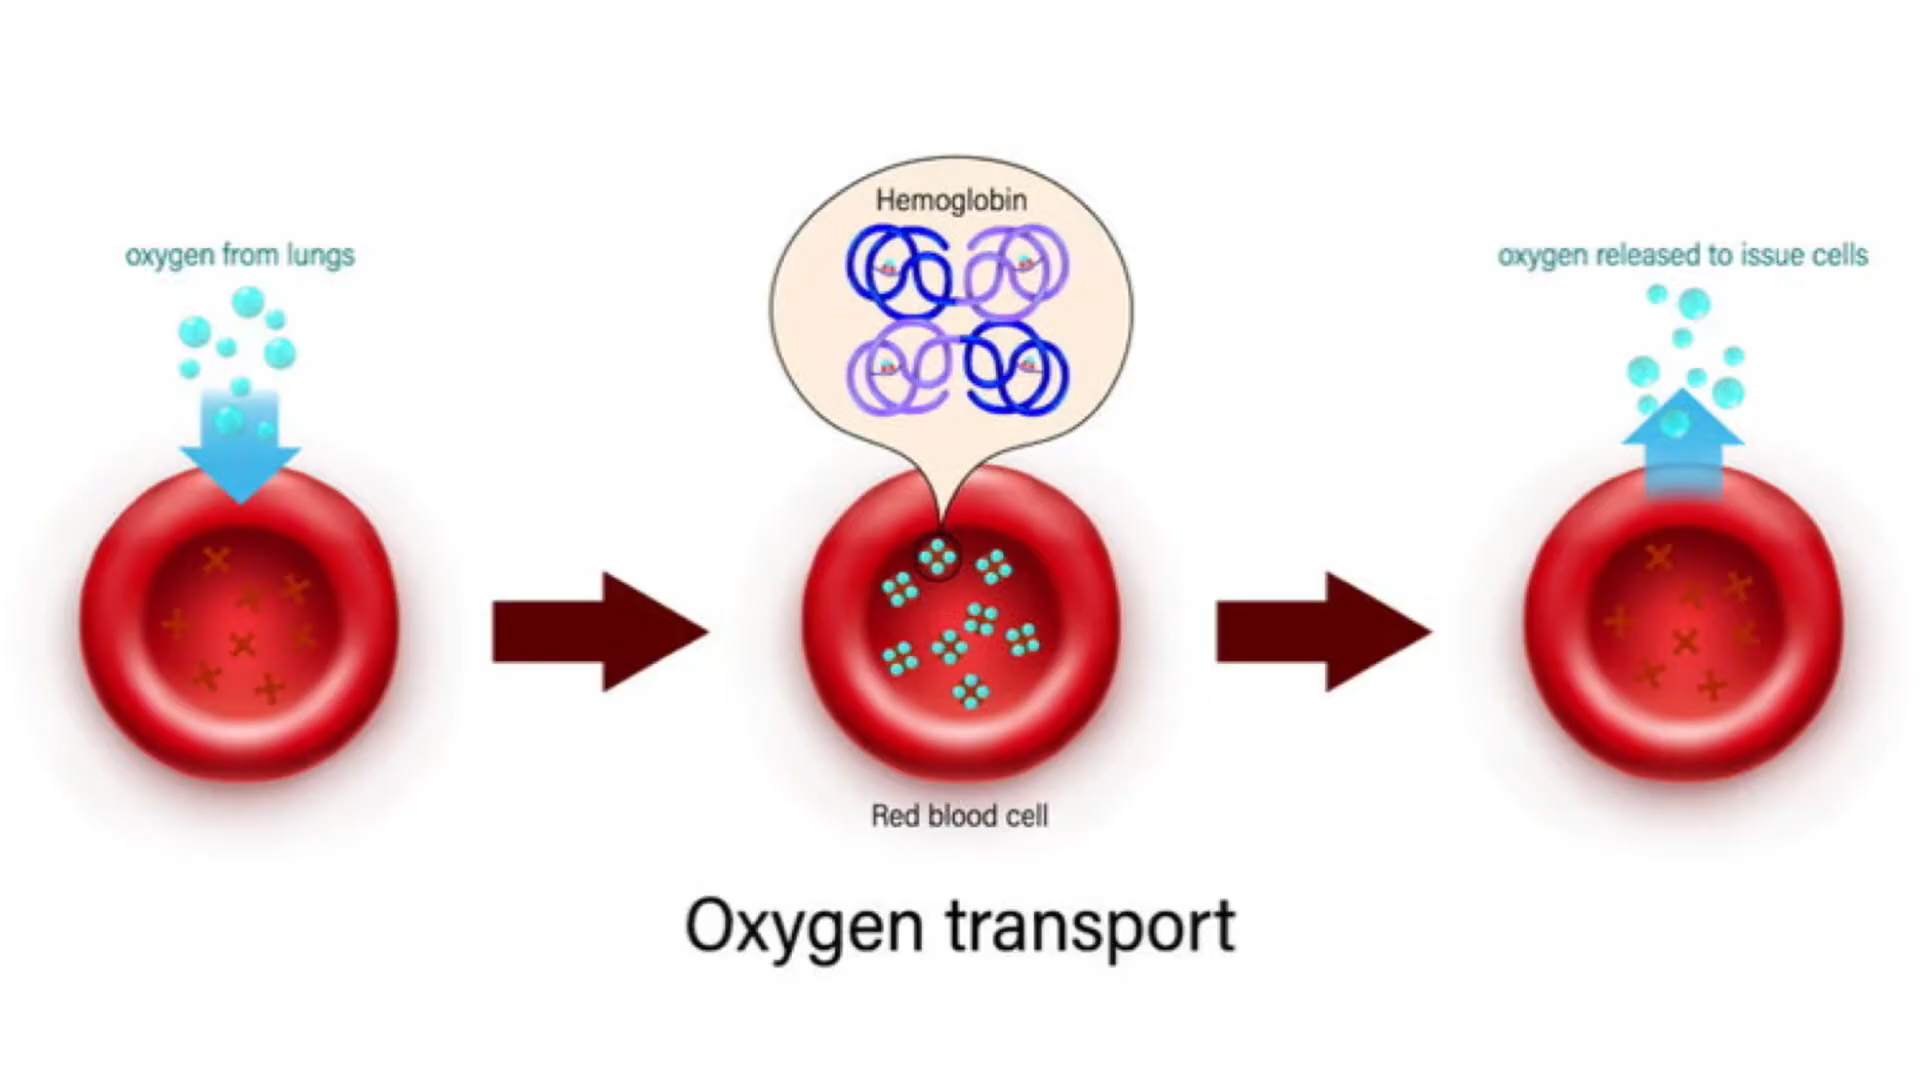 Hemoglobin
oxygen from lungs
oxygen released to issue cells
Red blood cell
Oxygen transport